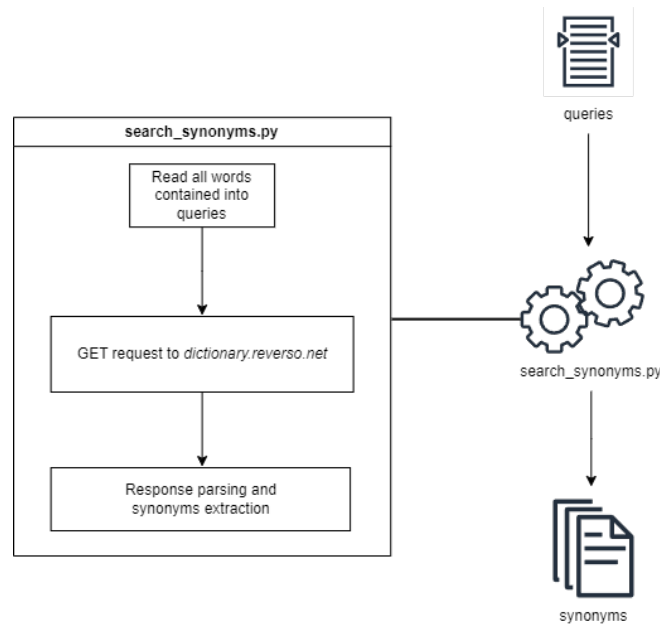 queries
search_synonyms.py
Read all words
contained into
queries
GET request to dictionary.reverso.net
Response parsing and
synonyms extraction
search_synonyms.py
synonyms